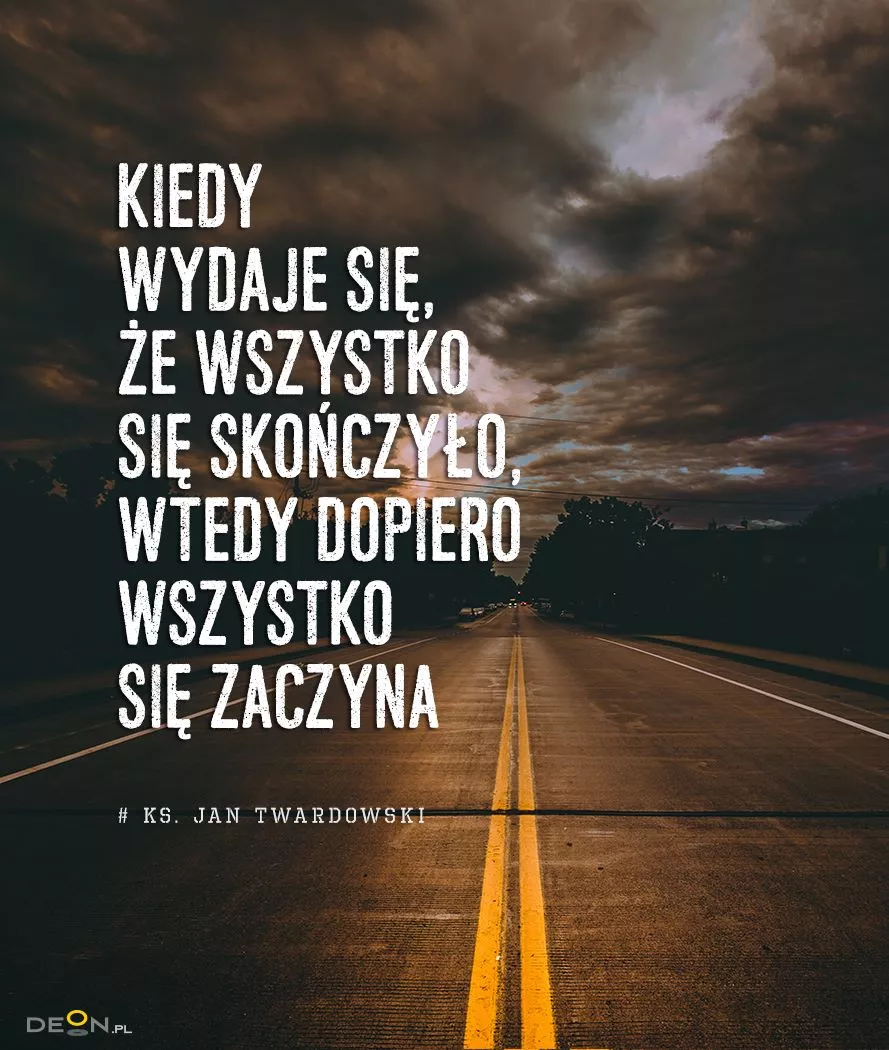 KIEDY
WYDAJE SIĘ,
ŻE WSZYSTKO
SIĘ SKOŃCZYŁO,
WTEDY DOPIERO
WSZYSTKO
SIĘ ZACZYNA
# KS. JAN TWARDOWSKI
DEON.PL